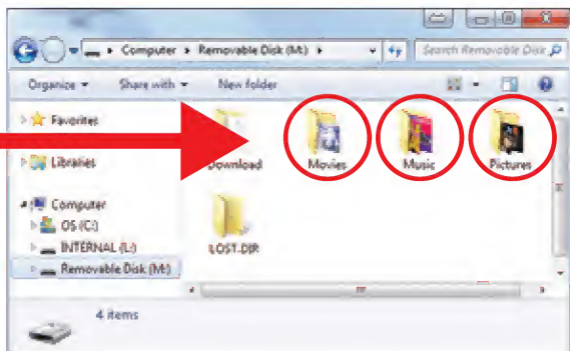 Computer ▸ Removable Disk (M:) ▸
Search Removable Disk
Organize
Share with
New folder
Favorites
Libraries
Computer
OS (C:)
INTERNAL (L:)
Removable Disk (M:)
Download
Movies
Music
Pictures
LOST.DIR
4 items